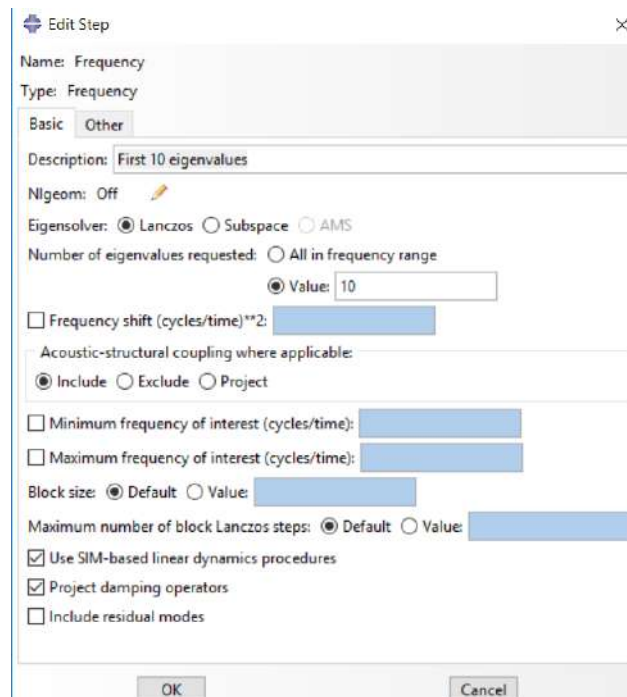 Edit Step
Name: Frequency
Type: Frequency
Basic Other
Description: First 10 eigenvalues
Nlgeom: Off
Eigensolver: Lanczos Subspace AMS
Number of eigenvalues requested: All in frequency range
Value: 10
Frequency shift (cycles/time)**2:
Acoustic-structural coupling where applicable:
Include Exclude Project
Minimum frequency of interest (cycles/time):
Maximum frequency of interest (cycles/time):
Block size: Default Value:
Maximum number of block Lanczos steps: Default Value:
Use SIM-based linear dynamics procedures
Project damping operators
Include residual modes
OK Cancel